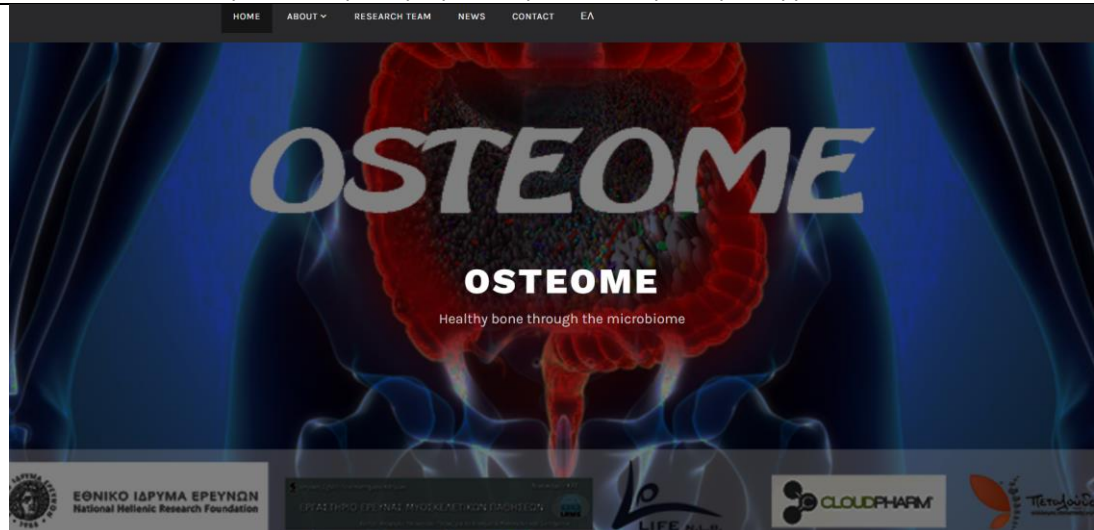 HOME ABOUT RESEARCH TEAM NEWS CONTACT ΕΛ
OSTEOME
OSTEOME
Healthy bone through the microbiome
ΕΘΝΙΚΟ ΙΔΡΥΜΑ ΕΡΕΥΝΩΝ
National Hellenic Research Foundation
ΕΡΓΑΣΤΗΡΙΟ ΕΡΕΥΝΑΣ ΜΥΟΣΚΕΛΕΤΙΚΩΝ ΠΑΘΗΣΕΩΝ
LIFE
CLOUDPHARM